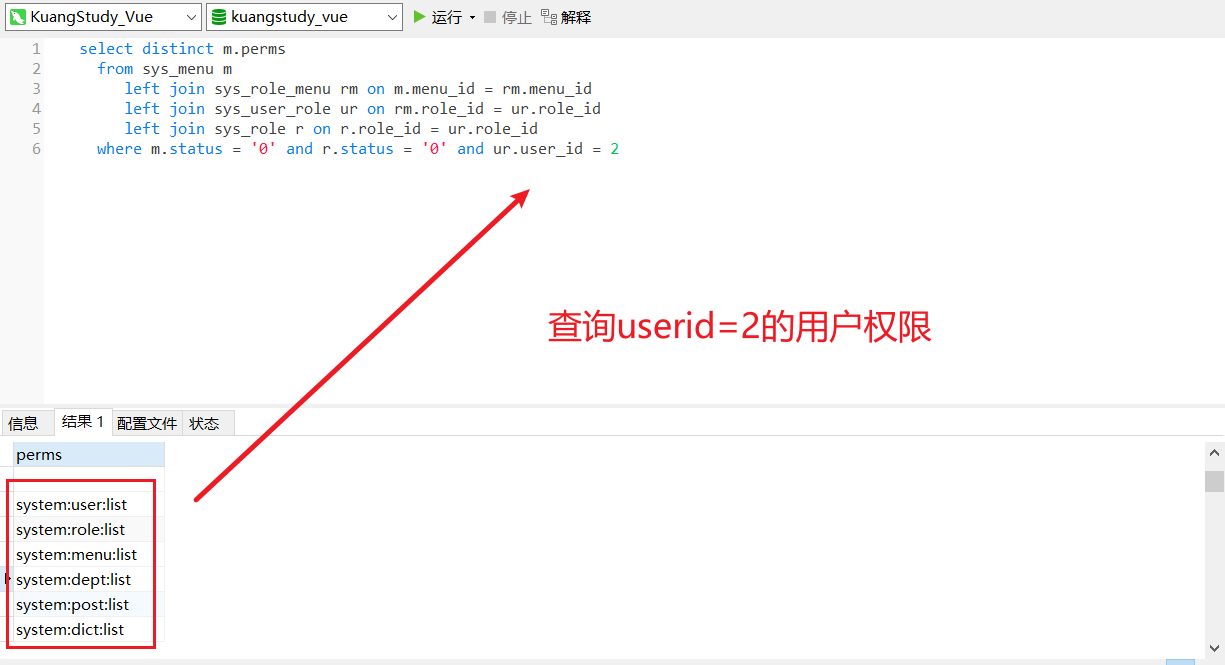 KuangStudy_Vue kuangstudy_vue 运行 停止 解释
1 select distinct m.perms
2 from sys_menu m
3 left join sys_role_menu rm on m.menu_id = rm.menu_id
4 left join sys_user_role ur on rm.role_id = ur.role_id
5 left join sys_role r on r.role_id = ur.role_id
6 where m.status = '0' and r.status = '0' and ur.user_id = 2
查询userid=2的用户权限
信息 结果 1 配置文件 状态
perms
system:user:list
system:role:list
system:menu:list
system:dept:list
system:post:list
system:dict:list